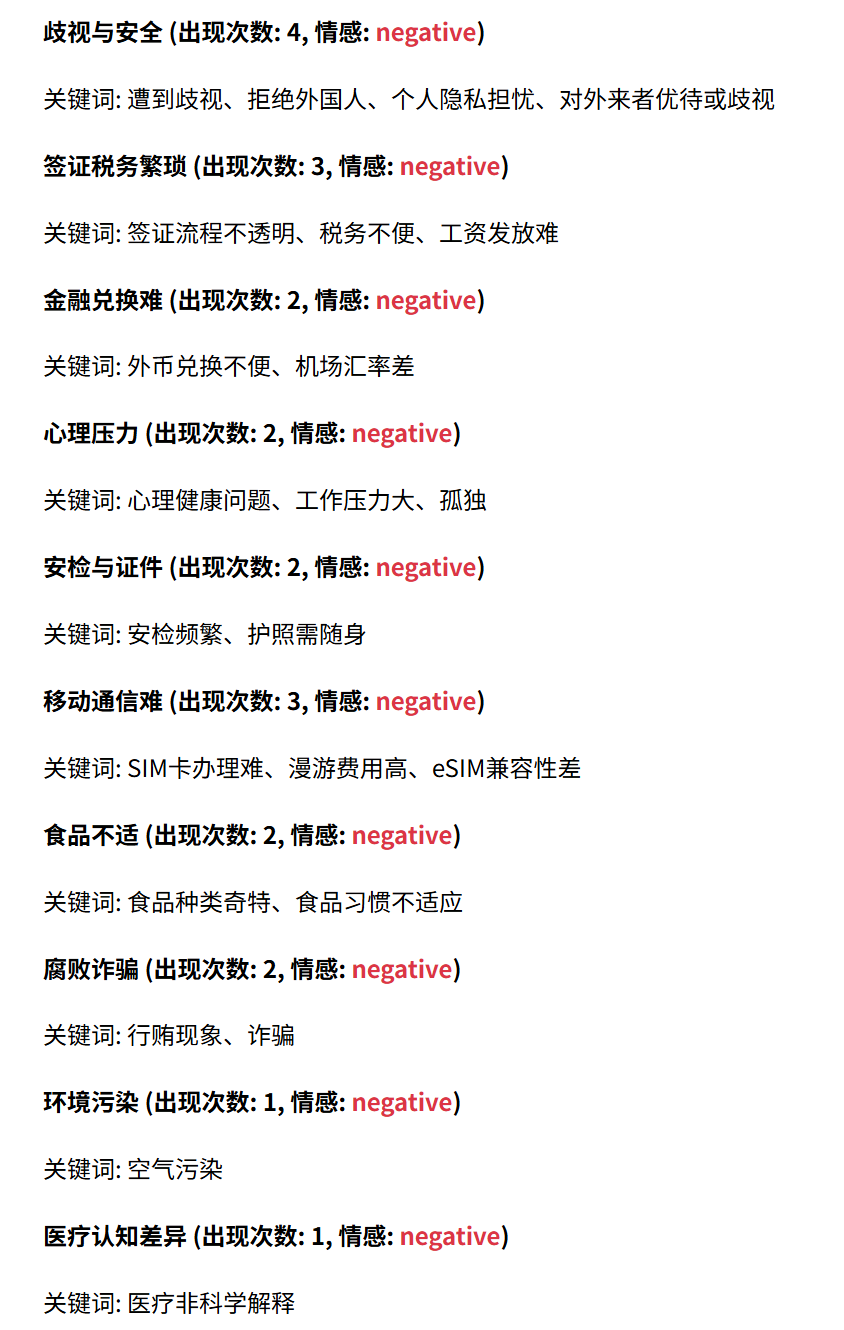 歧视与安全 (出现次数: 4, 情感: negative)
关键词: 遭到歧视、拒绝外国人、个人隐私担忧、对外来者优待或歧视
签证税务繁琐 (出现次数: 3, 情感: negative)
关键词: 签证流程不透明、税务不便、工资发放难
金融兑换难 (出现次数: 2, 情感: negative)
关键词: 外币兑换不便、机场汇率差
心理压力 (出现次数: 2, 情感: negative)
关键词: 心理健康问题、工作压力大、孤独
安检与证件 (出现次数: 2, 情感: negative)
关键词: 安检频繁、护照需随身
移动通信难 (出现次数: 3, 情感: negative)
关键词: SIM卡办理难、漫游费用高、eSIM兼容性差
食品不适 (出现次数: 2, 情感: negative)
关键词: 食品种类奇特、食品习惯不适应
腐败诈骗 (出现次数: 2, 情感: negative)
关键词: 行贿现象、诈骗
环境污染 (出现次数: 1, 情感: negative)
关键词: 空气污染
医疗认知差异 (出现次数: 1, 情感: negative)
关键词: 医疗非科学解释